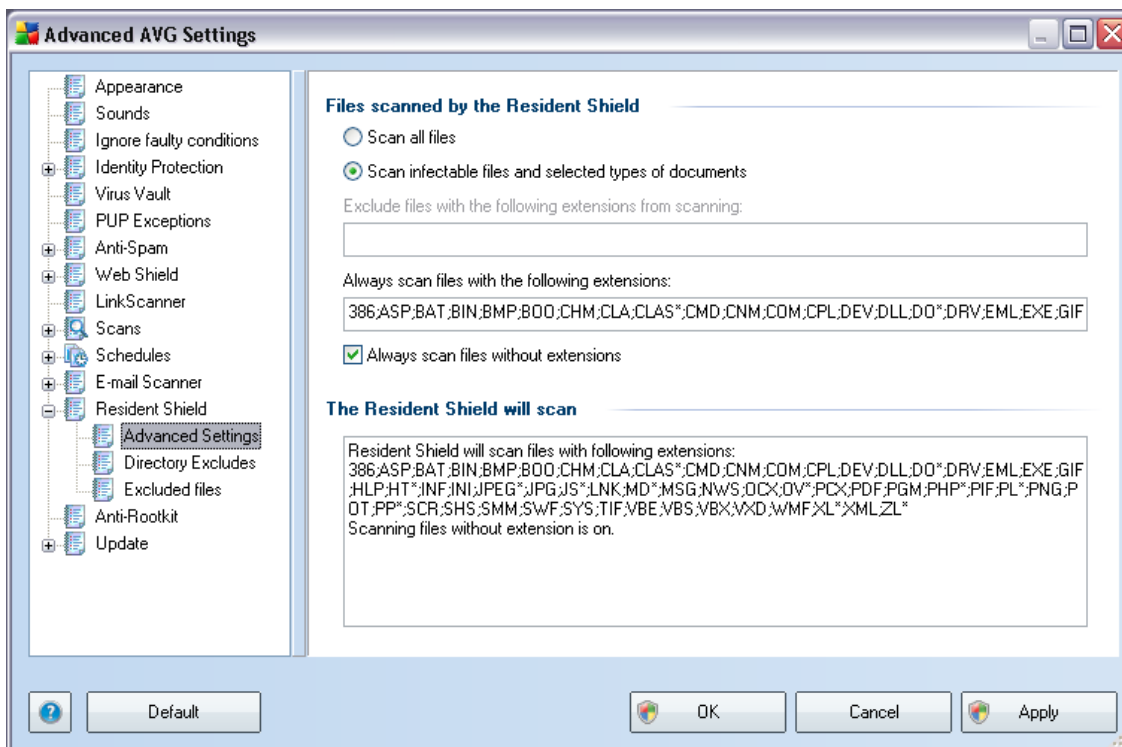 Advanced AVG Settings
Appearance
Sounds
Ignore faulty conditions
Identity Protection
Virus Vault
PUP Exceptions
Anti-Spam
Web Shield
LinkScanner
Scans
Schedules
E-mail Scanner
Resident Shield
Advanced Settings
Directory Excludes
Excluded files
Anti-Rootkit
Update
Files scanned by the Resident Shield
Scan all files
Scan infectable files and selected types of documents
Exclude files with the following extensions from scanning:
Always scan files with the following extensions:
386;ASP;BAT;BIN;BMP;BOO;CHM;CLA;CLAS*;CMD;CNM;COM;CPL;DEV;DLL;DO*;DRV;EML;EXE;GIF
Always scan files without extensions
The Resident Shield will scan
Resident Shield will scan files with following extensions:
386;ASP;BAT;BIN;BMP;BOO;CHM;CLA;CLAS*;CMD;CNM;COM;CPL;DEV;DLL;DO*;DRV;EML;EXE;GIF
;HLP;HT*;INF;INI;JPEG*;JPG;JS*;LNK;MD*;MSG;NWS;OCX;OV*;PCX;PDF;PGM;PHP*;PIF;PL*;PNG;P
OT;PP*;SCR;SHS;SMM;SWF;SYS;TIF;VBE;VBS;VBX;VXD;WMF;XL*;XML;ZL*
Scanning files without extension is on.
?
Default
OK
Cancel
Apply